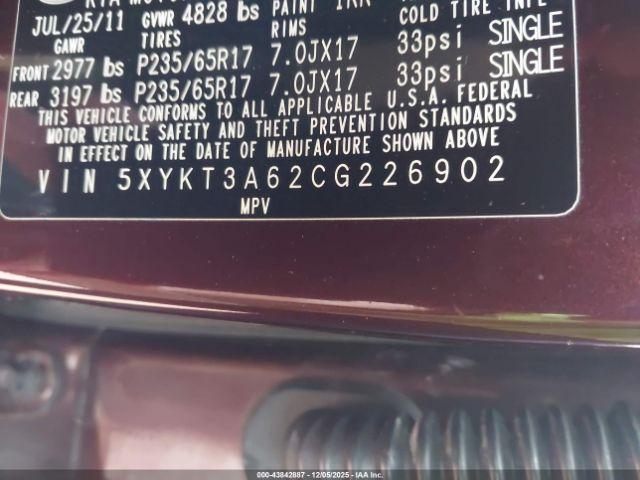 KIA MOTO
JUL/25/11 GVWR 4828 lbs PAINT COLD TIRE
GAWR TIRES RIMS
FRONT 2977 lbs P235/65R17 7.0JX17 33psi SINGLE
REAR 3197 lbs P235/65R17 7.0JX17 33psi SINGLE
THIS VEHICLE CONFORMS TO ALL APPLICABLE U.S.A. FEDERAL
MOTOR VEHICLE SAFETY AND THEFT PREVENTION STANDARDS
IN EFFECT ON THE DATE OF MANUFACTURE SHOWN ABOVE
VIN 5XYKT3A62CG226902
MPV
000-43842887 - 12/05/2025 - IAA Inc.